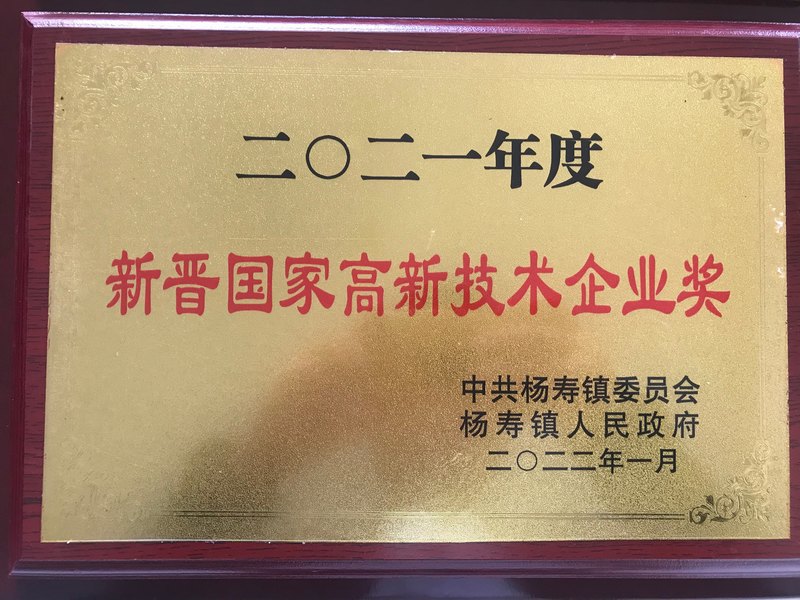 二〇二一年度
新晋国家高新技术企业奖
中共杨寿镇委员会
杨寿镇人民政府
二〇二二年一月